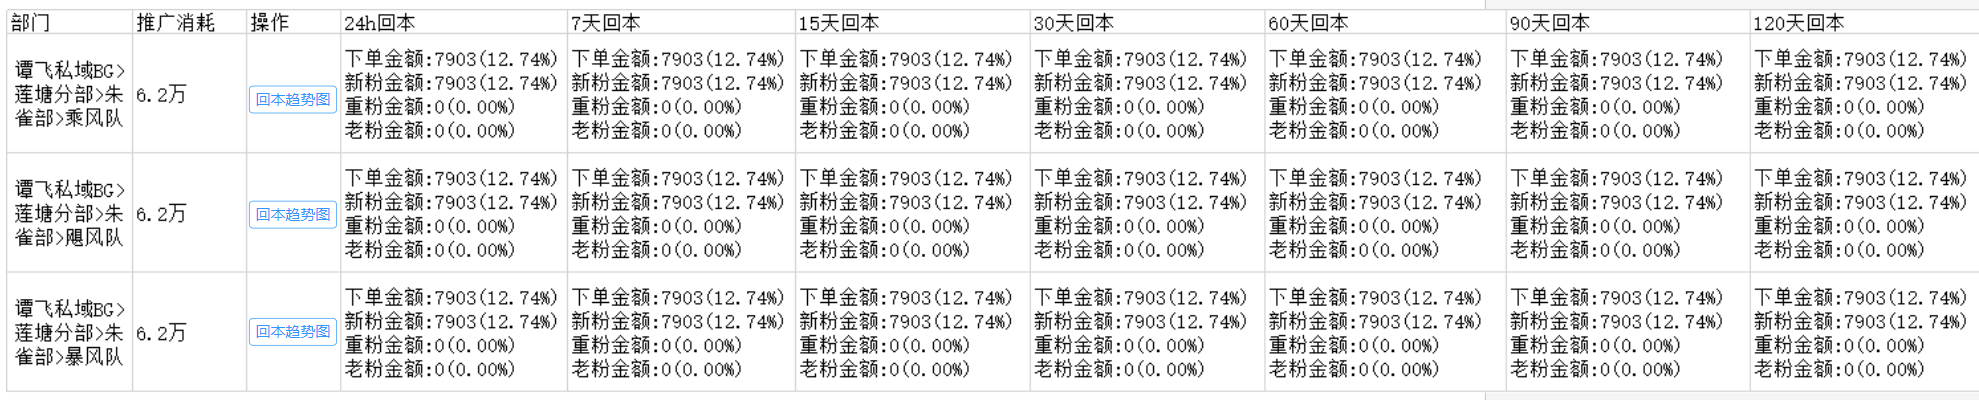 部门 推广消耗 操作 24h回本 7天回本 15天回本 30天回本 60天回本 90天回本 120天回本
谭飞私域BG>
莲塘分部>朱
雀部>乘风队
6.2万
回本趋势图
下单金额:7903(12.74%) 下单金额:7903(12.74%) 下单金额:7903(12.74%) 下单金额:7903(12.74%) 下单金额:7903(12.74%) 下单金额:7903(12.74%) 下单金额:7903(12.74%)
新粉金额:7903(12.74%) 新粉金额:7903(12.74%) 新粉金额:7903(12.74%) 新粉金额:7903(12.74%) 新粉金额:7903(12.74%) 新粉金额:7903(12.74%) 新粉金额:7903(12.74%)
重粉金额:0(0.00%) 重粉金额:0(0.00%) 重粉金额:0(0.00%) 重粉金额:0(0.00%) 重粉金额:0(0.00%) 重粉金额:0(0.00%) 重粉金额:0(0.00%)
老粉金额:0(0.00%) 老粉金额:0(0.00%) 老粉金额:0(0.00%) 老粉金额:0(0.00%) 老粉金额:0(0.00%) 老粉金额:0(0.00%) 老粉金额:0(0.00%)
谭飞私域BG>
莲塘分部>朱
雀部>飓风队
6.2万
回本趋势图
下单金额:7903(12.74%) 下单金额:7903(12.74%) 下单金额:7903(12.74%) 下单金额:7903(12.74%) 下单金额:7903(12.74%) 下单金额:7903(12.74%) 下单金额:7903(12.74%)
新粉金额:7903(12.74%) 新粉金额:7903(12.74%) 新粉金额:7903(12.74%) 新粉金额:7903(12.74%) 新粉金额:7903(12.74%) 新粉金额:7903(12.74%) 新粉金额:7903(12.74%)
重粉金额:0(0.00%) 重粉金额:0(0.00%) 重粉金额:0(0.00%) 重粉金额:0(0.00%) 重粉金额:0(0.00%) 重粉金额:0(0.00%) 重粉金额:0(0.00%)
老粉金额:0(0.00%) 老粉金额:0(0.00%) 老粉金额:0(0.00%) 老粉金额:0(0.00%) 老粉金额:0(0.00%) 老粉金额:0(0.00%) 老粉金额:0(0.00%)
谭飞私域BG>
莲塘分部>朱
雀部>暴风队
6.2万
回本趋势图
下单金额:7903(12.74%) 下单金额:7903(12.74%) 下单金额:7903(12.74%) 下单金额:7903(12.74%) 下单金额:7903(12.74%) 下单金额:7903(12.74%) 下单金额:7903(12.74%)
新粉金额:7903(12.74%) 新粉金额:7903(12.74%) 新粉金额:7903(12.74%) 新粉金额:7903(12.74%) 新粉金额:7903(12.74%) 新粉金额:7903(12.74%) 新粉金额:7903(12.74%)
重粉金额:0(0.00%) 重粉金额:0(0.00%) 重粉金额:0(0.00%) 重粉金额:0(0.00%) 重粉金额:0(0.00%) 重粉金额:0(0.00%) 重粉金额:0(0.00%)
老粉金额:0(0.00%) 老粉金额:0(0.00%) 老粉金额:0(0.00%) 老粉金额:0(0.00%) 老粉金额:0(0.00%) 老粉金额:0(0.00%) 老粉金额:0(0.00%)